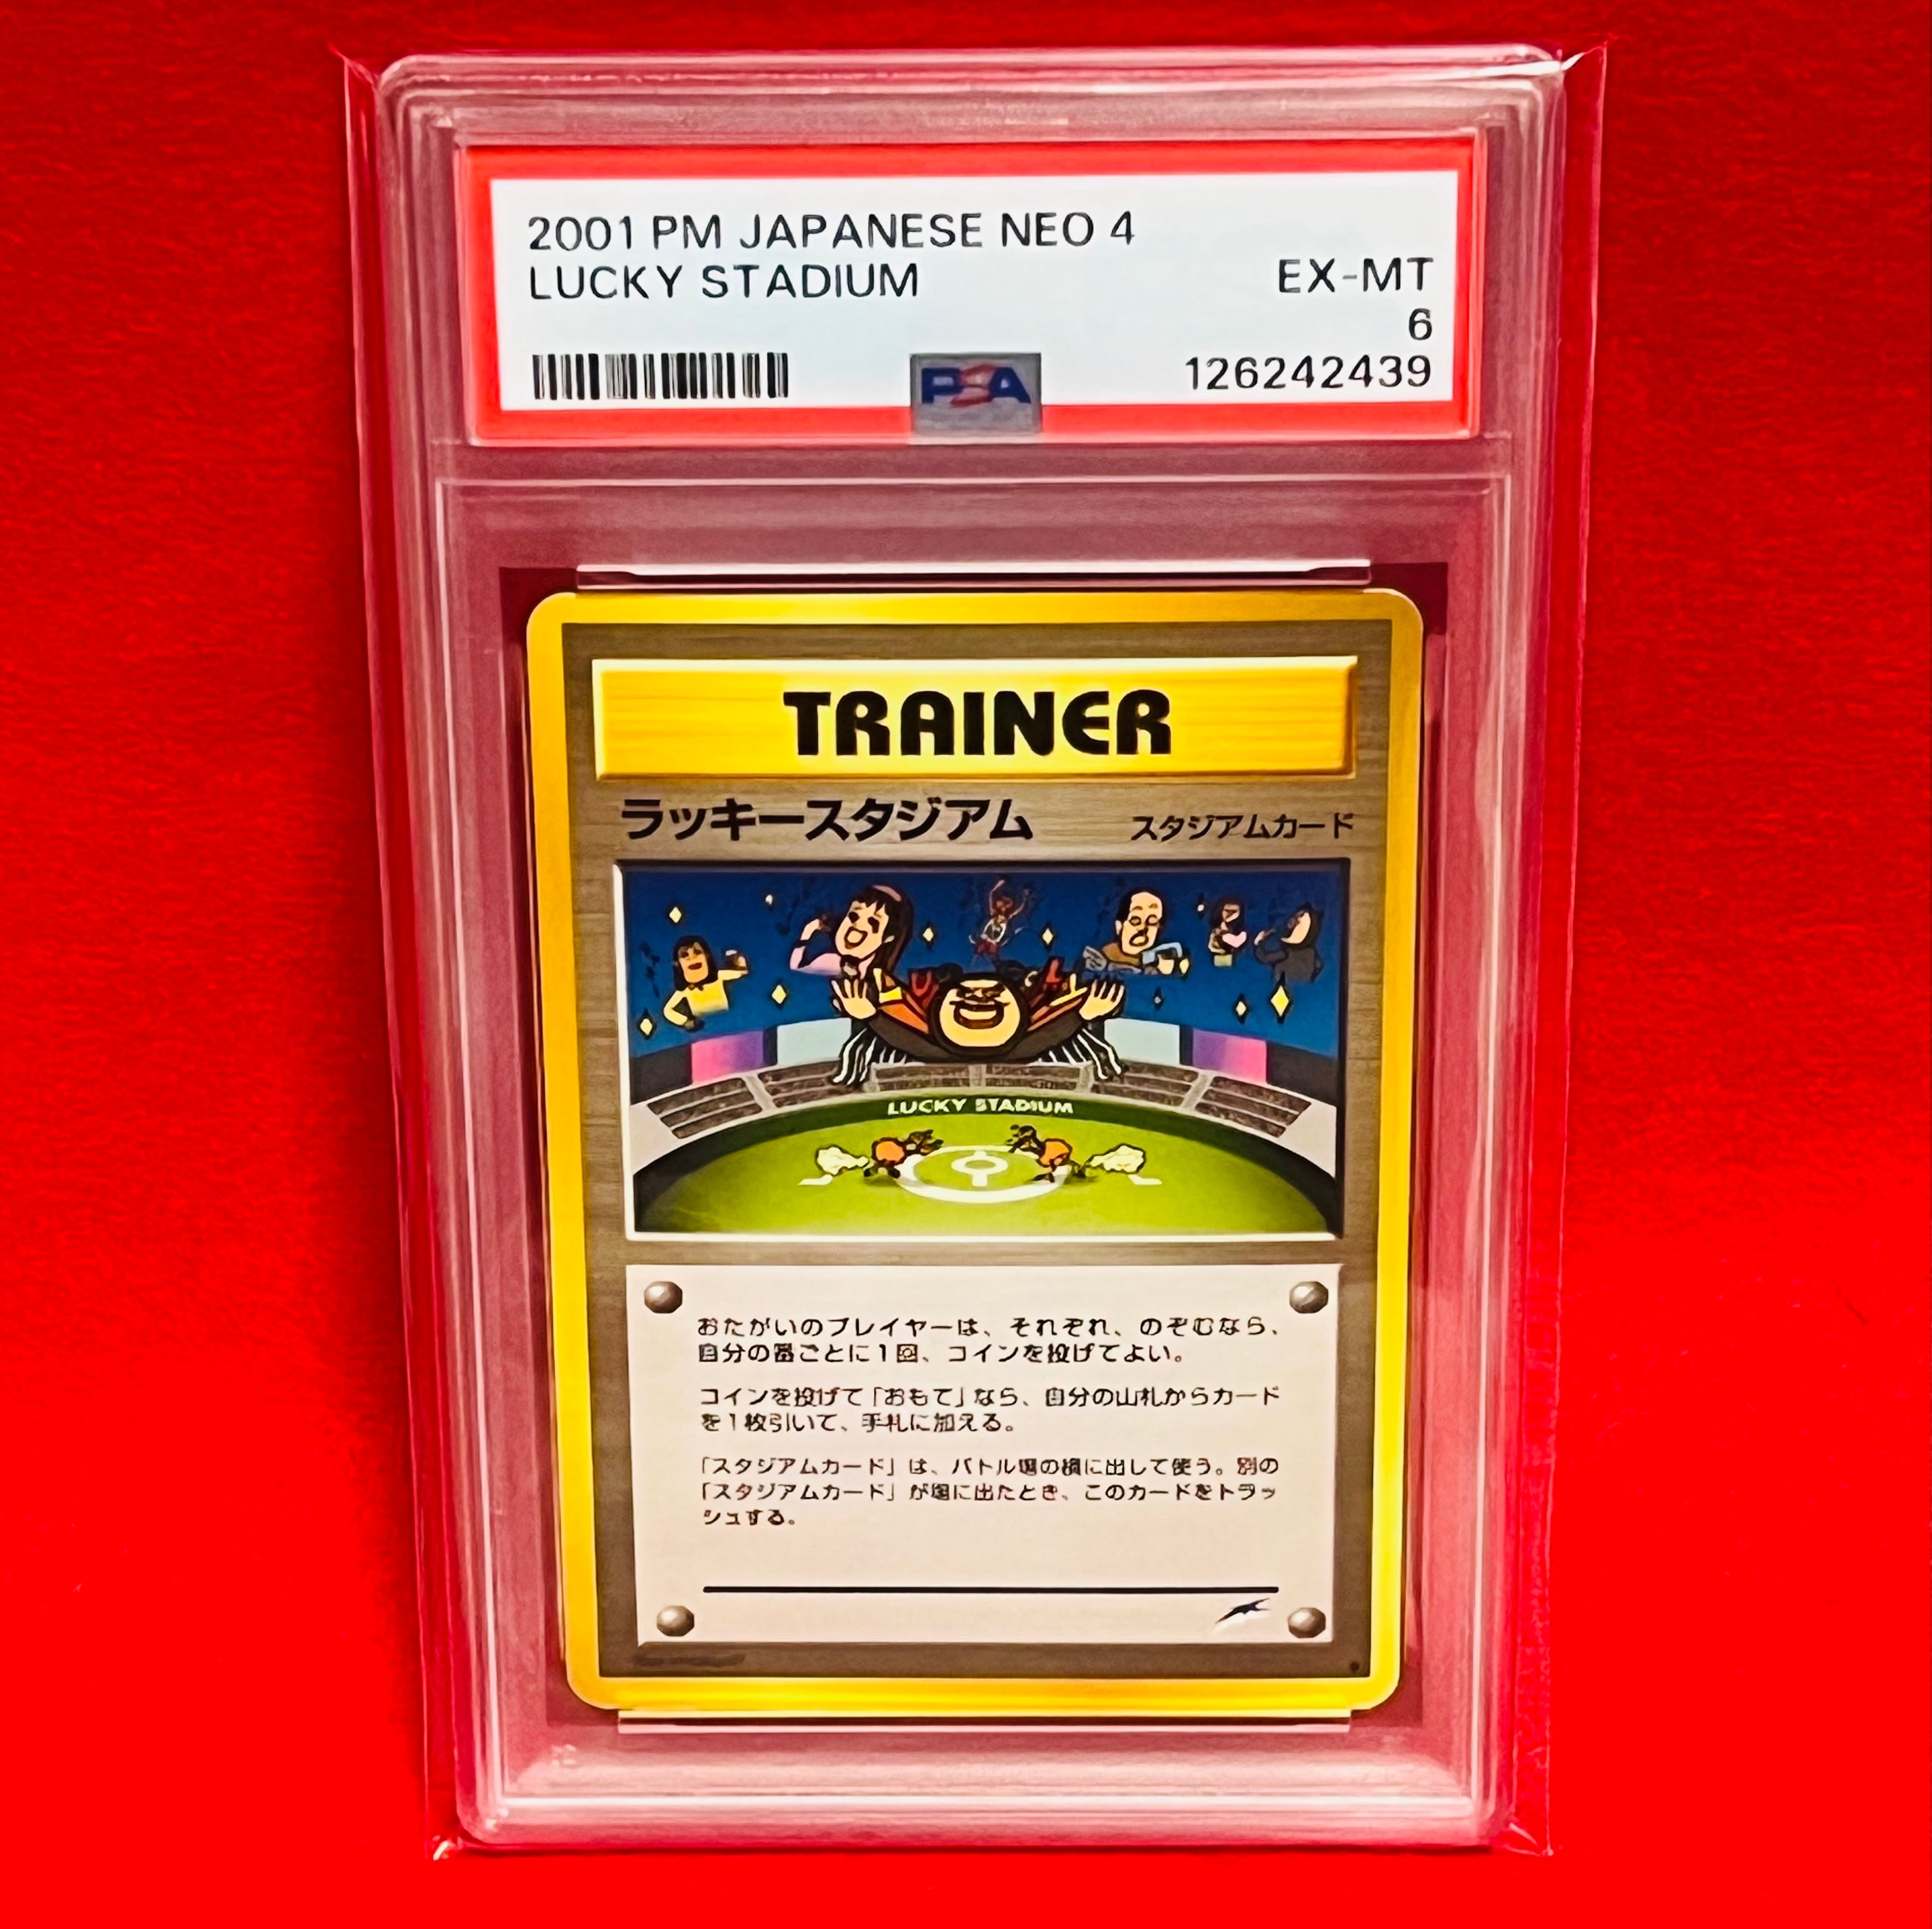 2001 PM JAPANESE NEO 4
LUCKY STADIUM
EX-MT
6
PSA
126242439
TRAINER
ラッキースタジアム
スタジアムカード
LUCKY STADIUM
おたがいのプレイヤーは、それぞれ、のぞむなら、
自分の番ごとに1回、コインを投げてよい。
コインを投げて「おもて」なら、自分の山札からカード
を1枚引いて、手札に加える。
「スタジアムカード」は、バトル場の横に出して使う。別の
「スタジアムカード」が場に出たとき、このカードをトラッ
シュする。